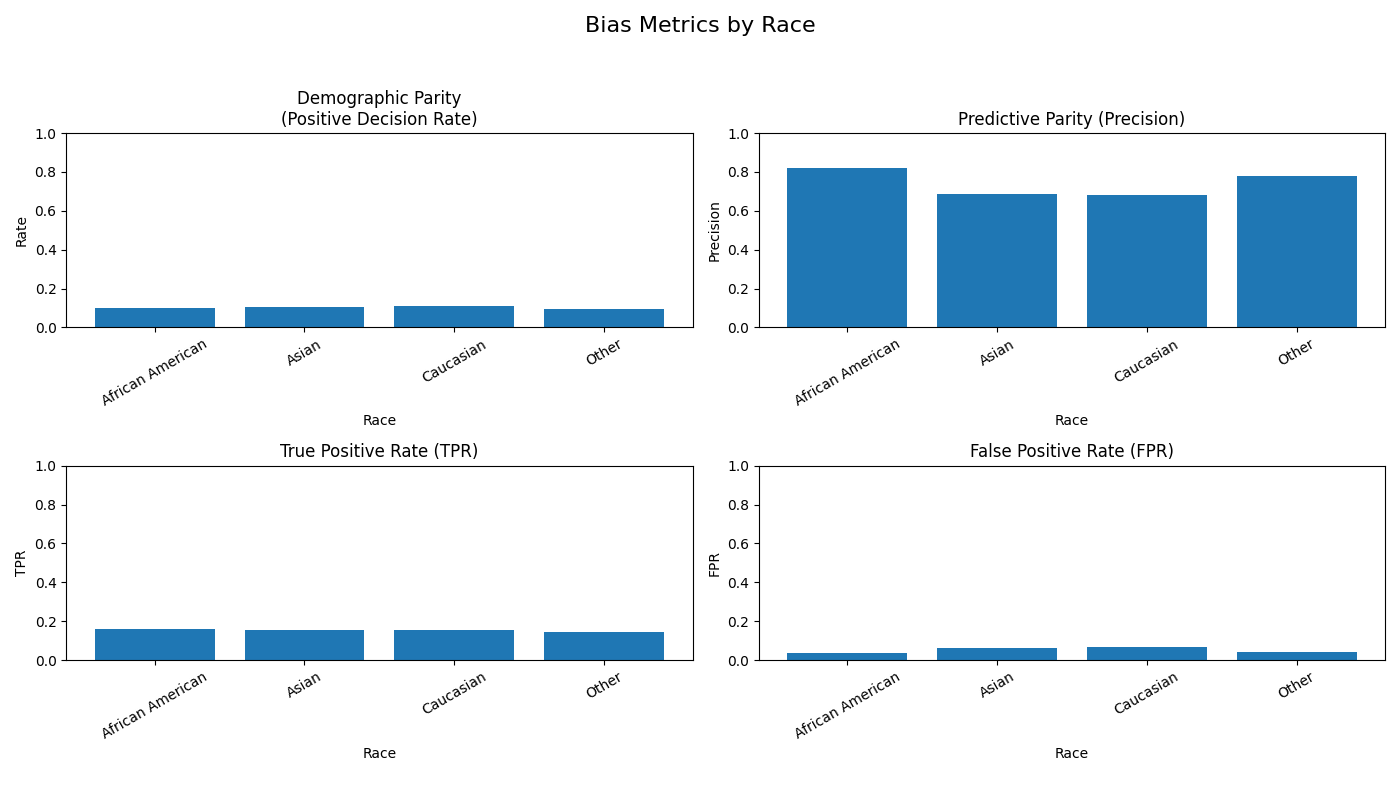 Bias Metrics by Race
Demographic Parity
(Positive Decision Rate)
1.0
0.8
0.6
0.4
0.2
0.0
Rate
African American
Asian
Caucasian
Other
Race
Predictive Parity (Precision)
1.0
0.8
0.6
0.4
0.2
0.0
Precision
African American
Asian
Caucasian
Other
Race
True Positive Rate (TPR)
1.0
0.8
0.6
0.4
0.2
0.0
TPR
African American
Asian
Caucasian
Other
Race
False Positive Rate (FPR)
1.0
0.8
0.6
0.4
0.2
0.0
FPR
African American
Asian
Caucasian
Other
Race